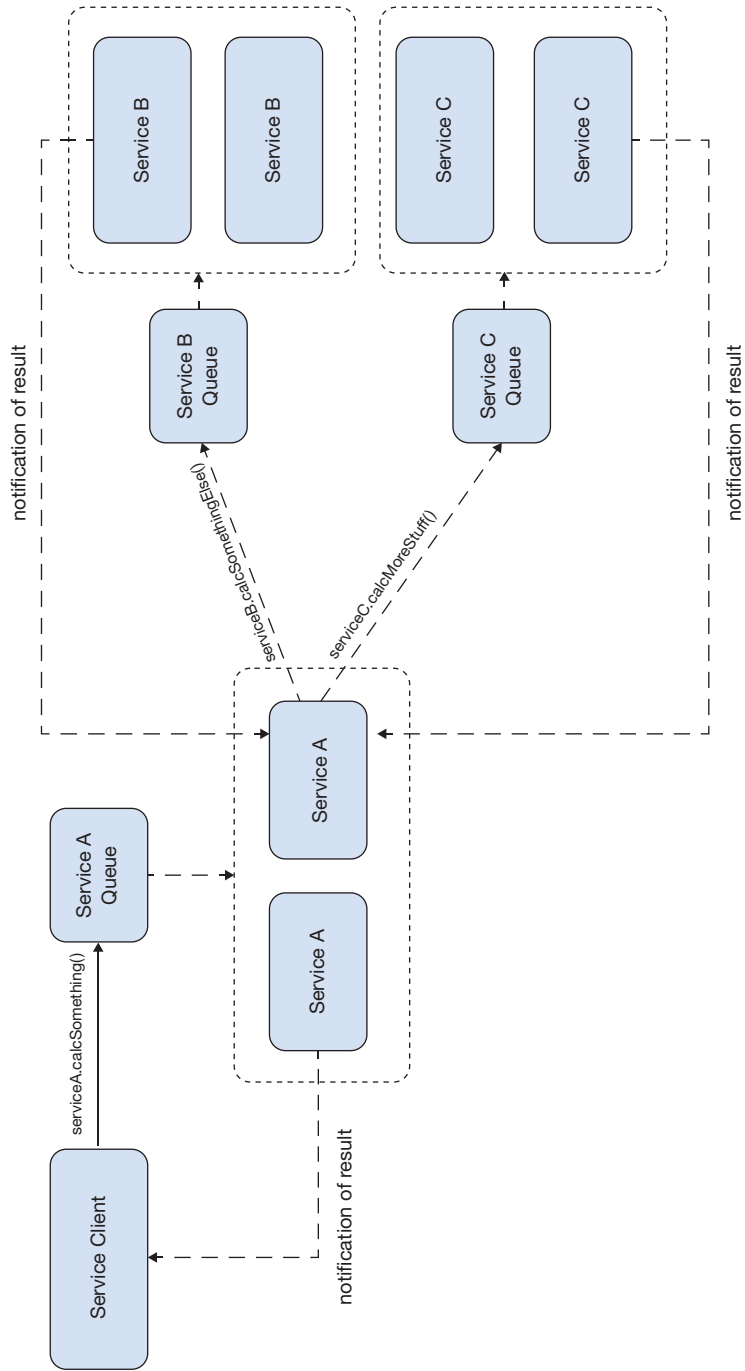 Service Client
serviceA.calcSomething()
Service A
Queue
notification of result
Service A
Service A
serviceB.calcSomethingElse()
serviceC.calcMoreStuff()
notification of result
Service B
Queue
Service B
Service B
Service C
Queue
Service C
Service C
notification of result